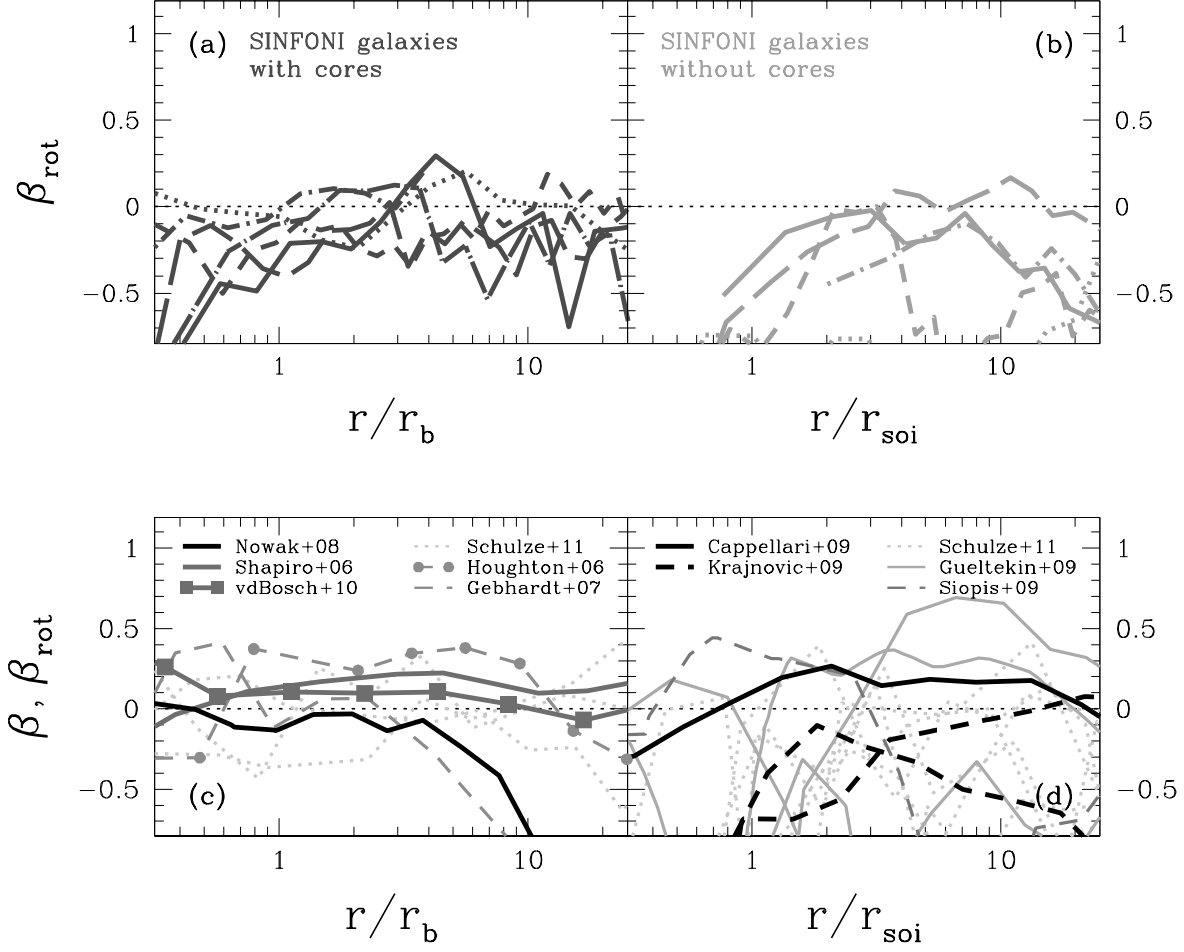 (a) SINFONI galaxies
with cores
SINFONI galaxies (b)
without cores
1
0.5
0
−0.5
β_rot
1
0.5
0
−0.5
1 10
1 10
r/r_b
r/r_soi
Nowak+08
Shapiro+06
vdBosch+10
Schulze+11
Houghton+06
Gebhardt+07
Cappellari+09
Krajnovic+09
Schulze+11
Gueltekin+09
Siopis+09
1
0.5
0
−0.5
β, β_rot
1
0.5
0
−0.5
(c)
(d)
1 10
1 10
r/r_b
r/r_soi